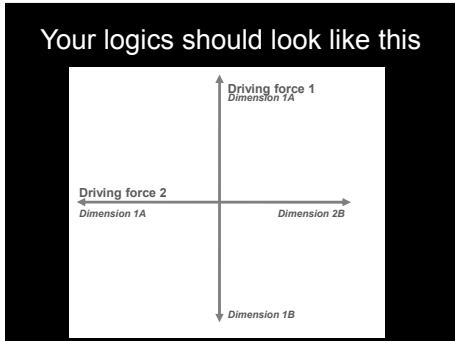 Your logics should look like this
Driving force 1
Dimension 1A
Driving force 2
Dimension 1A
Dimension 2B
Dimension 1B